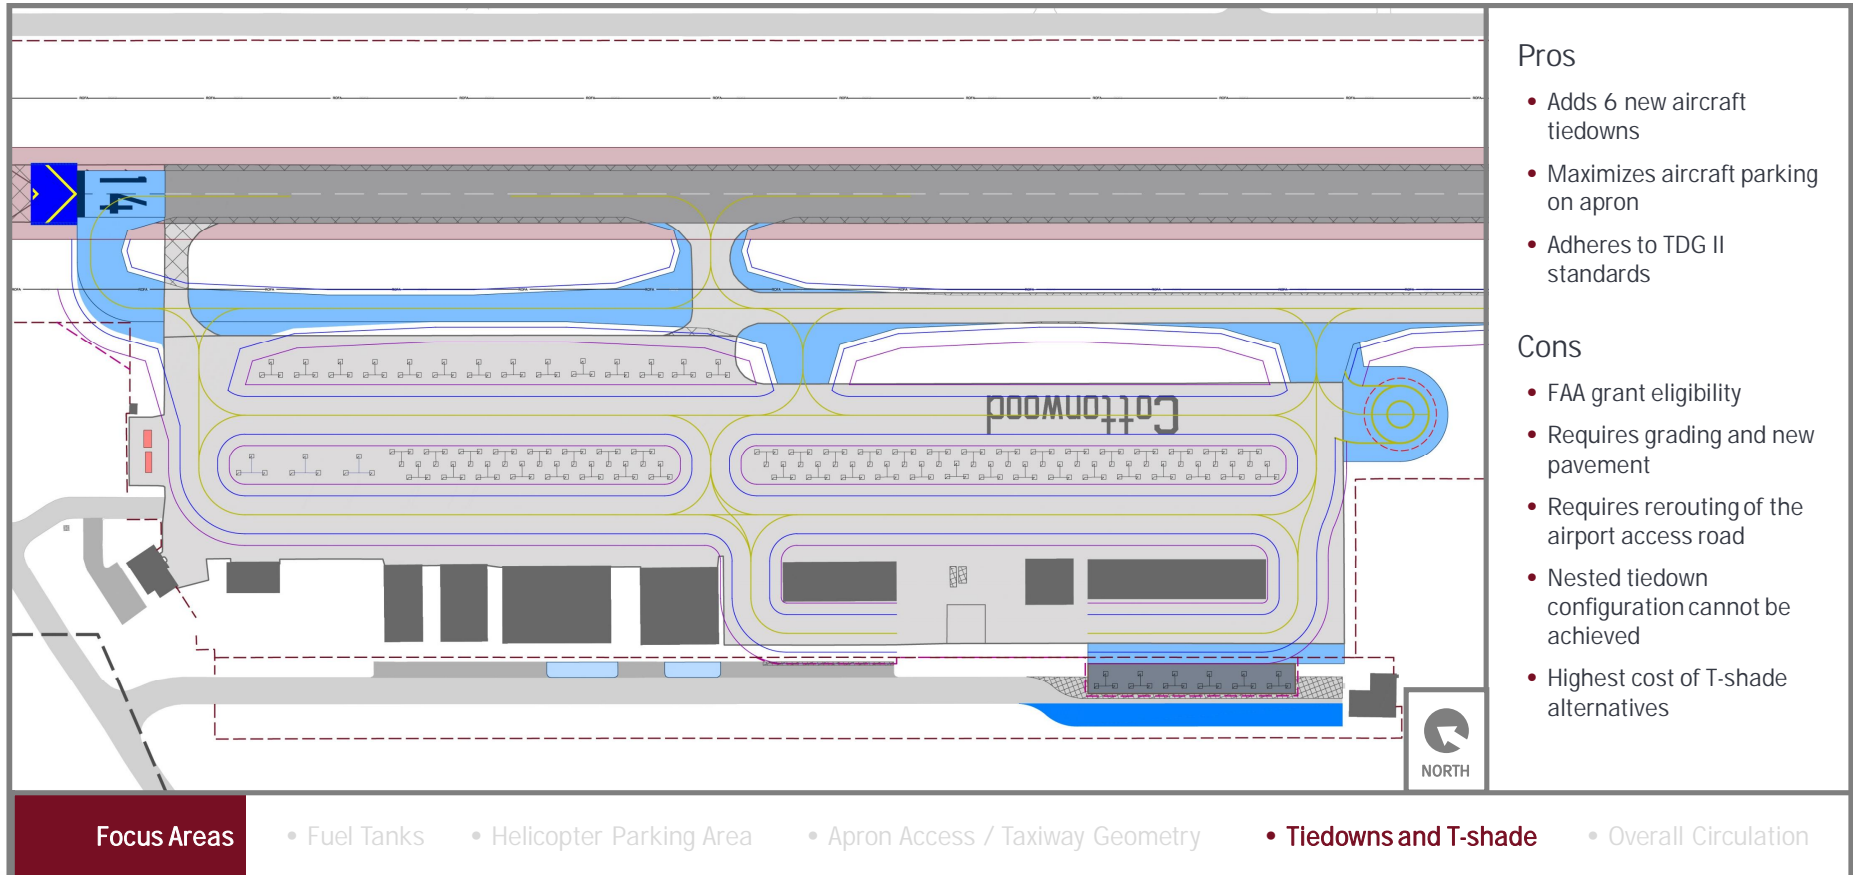 14
Cottonwood
NORTH
Pros
• Adds 6 new aircraft
tiedowns
• Maximizes aircraft parking
on apron
• Adheres to TDG II
standards
Cons
• FAA grant eligibility
• Requires grading and new
pavement
• Requires rerouting of the
airport access road
• Nested tiedown
configuration cannot be
achieved
• Highest cost of T-shade
alternatives
Focus Areas
• Fuel Tanks
• Helicopter Parking Area
• Apron Access / Taxiway Geometry
• Tiedowns and T-shade
• Overall Circulation